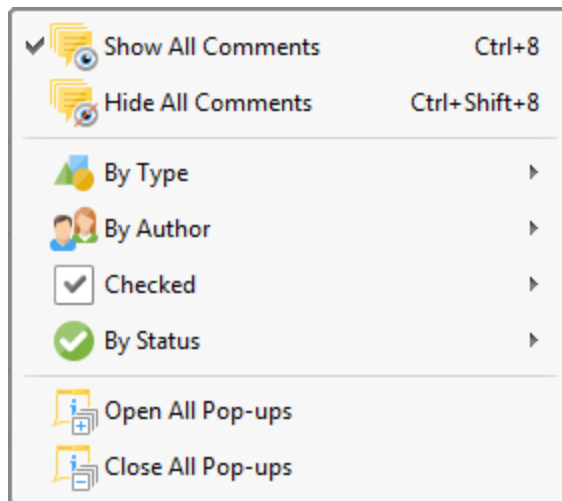 Show All Comments Ctrl+8
Hide All Comments Ctrl+Shift+8
By Type
By Author
Checked
By Status
Open All Pop-ups
Close All Pop-ups